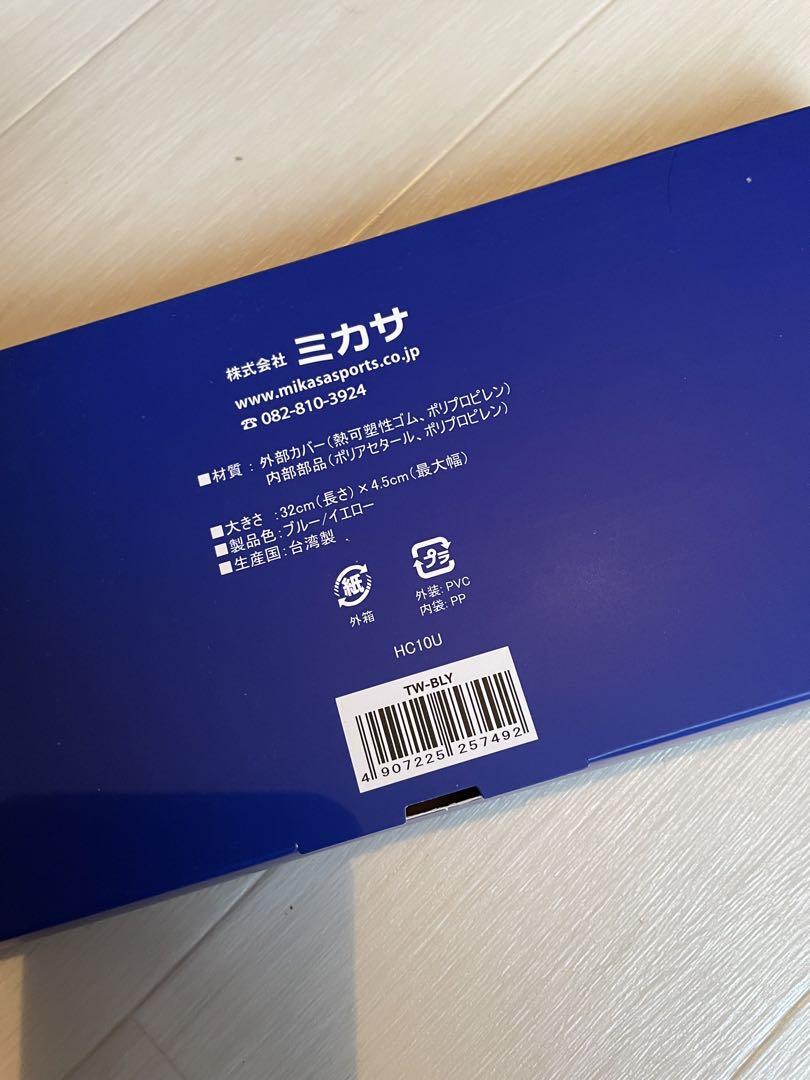 株式会社 ミカサ
www.mikasasports.co.jp
☎082-810-3924
■材質 : 外部カバー(熱可塑性ゴム、ポリプロピレン)
内部部品(ポリアセタール、ポリプロピレン)
■大きさ :32cm(長さ)×4.5cm(最大幅)
■製品色:ブルー/イエロー
■生産国:台湾製
紙
外箱
プラ
外装:PVC
内袋:PP
HC10U
TW-BLY
4 907225 257492